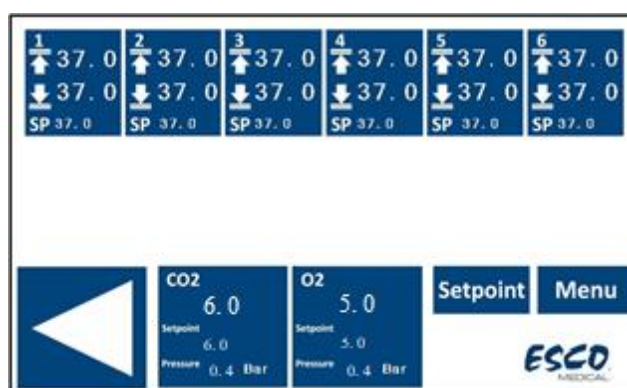 1 2 3 4 5 6
37.0 37.0 37.0 37.0 37.0 37.0
37.0 37.0 37.0 37.0 37.0 37.0
SP 37.0 SP 37.0 SP 37.0 SP 37.0 SP 37.0 SP 37.0
CO2
6.0
Setpoint
6.0
Pressure 0.4 Bar
O2
5.0
Setpoint
5.0
Pressure 0.4 Bar
Setpoint
Menu
ESCO
MEDICAL